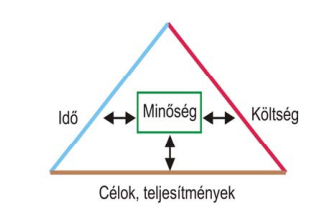 Minőség
Idő
Költség
Célok, teljesítmények